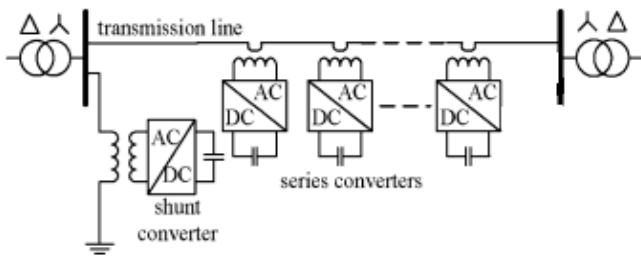 Δ
Δ
transmission line
AC
DC
AC
DC
AC
DC
AC
DC
series converters
shunt
converter